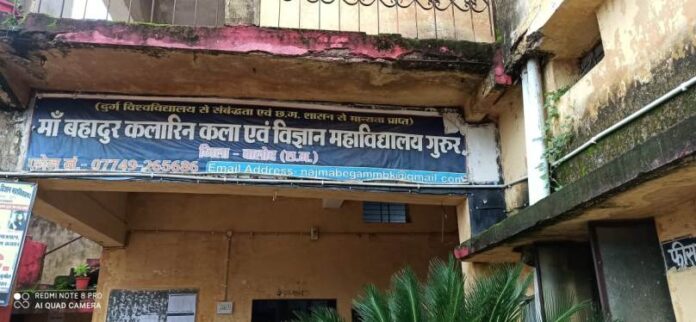 (दुर्ग विश्वविद्यालय से संबंद्धता एवं छ.ग. शासन से मान्यता प्राप्त)
माँ बहादुर कलारिन कला एवं विज्ञान महाविद्यालय गुरुर
जिला - बालोद (छ.ग.)
फोन नं. - 07749-265686 Email Address- najmabegammbk@gmail.com
फीस
REDMI NOTE 8 PRO
AI QUAD CAMERA